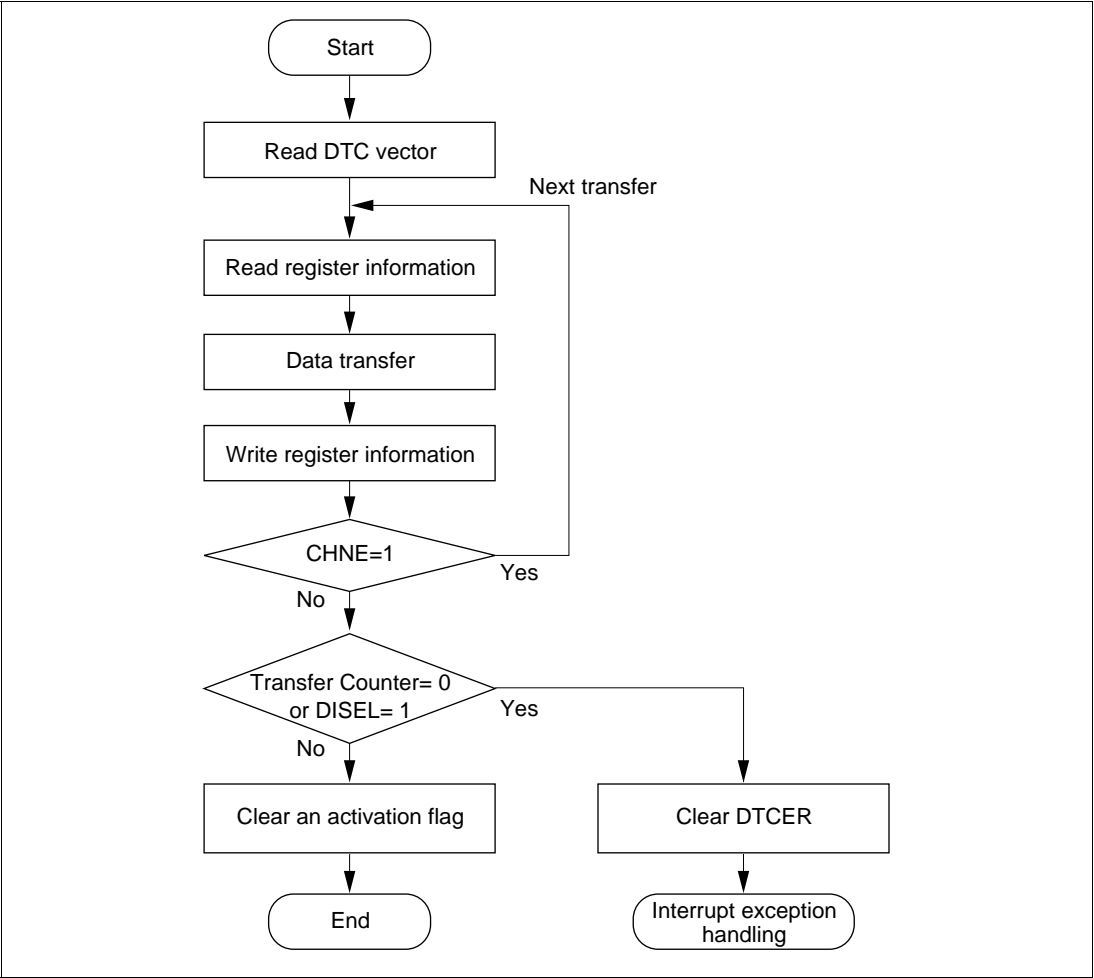 Start
Read DTC vector
Next transfer
Read register information
Data transfer
Write register information
CHNE=1
Yes
No
Transfer Counter= 0
or DISEL= 1
Yes
No
Clear an activation flag
Clear DTCER
End
Interrupt exception
handling